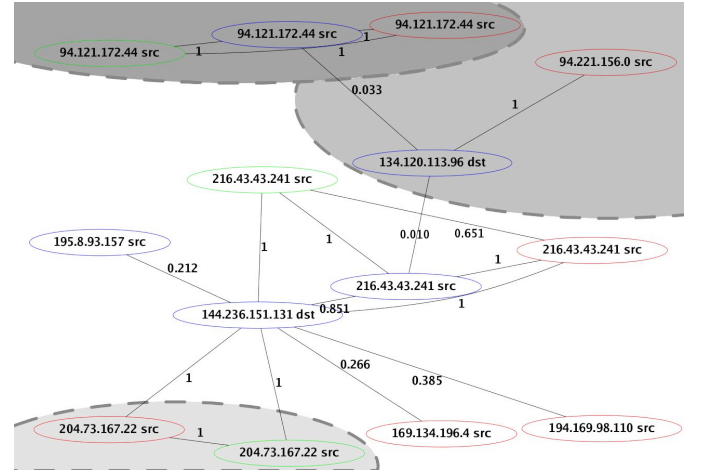 94.121.172.44 src
94.121.172.44 src
1
94.121.172.44 src
1
1
94.221.156.0 src
0.033
1
134.120.113.96 dst
216.43.43.241 src
195.8.93.157 src
1
1
0.010
0.651
216.43.43.241 src
1
0.212
216.43.43.241 src
0.851
1
144.236.151.131 dst
0.266
1
1
0.385
204.73.167.22 src
1
204.73.167.22 src
169.134.196.4 src
194.169.98.110 src